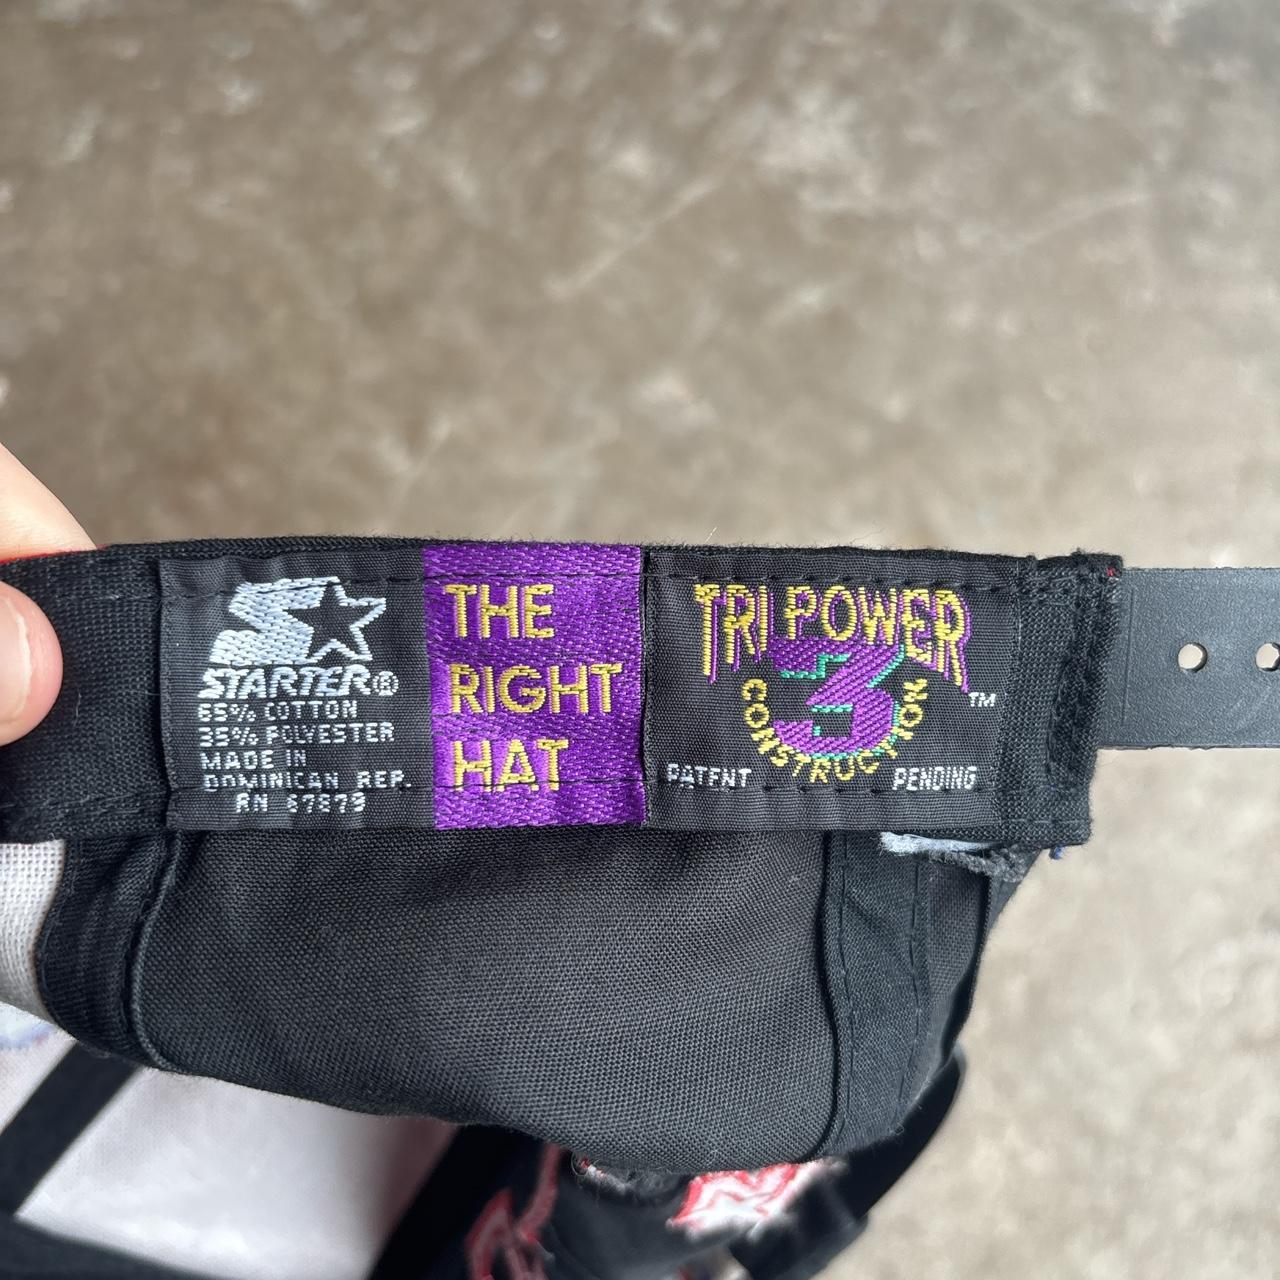 STARTER®
65% COTTON
35% POLYESTER
MADE IN
DOMINICAN REP.
RN 67879
THE
RIGHT
HAT
TRI POWER
3
CONSTRUCTION
TM
PATENT PENDING